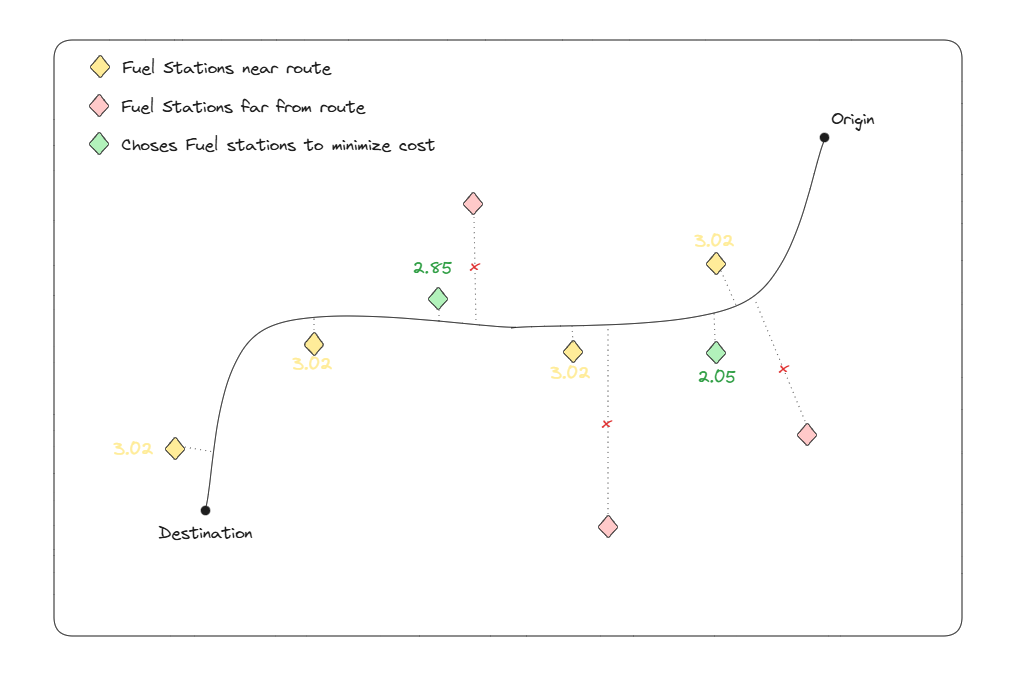 Fuel Stations near route
Fuel Stations far from route
Choses Fuel stations to minimize cost
Origin
3.02
2.85
3.02
3.02
2.05
3.02
Destination